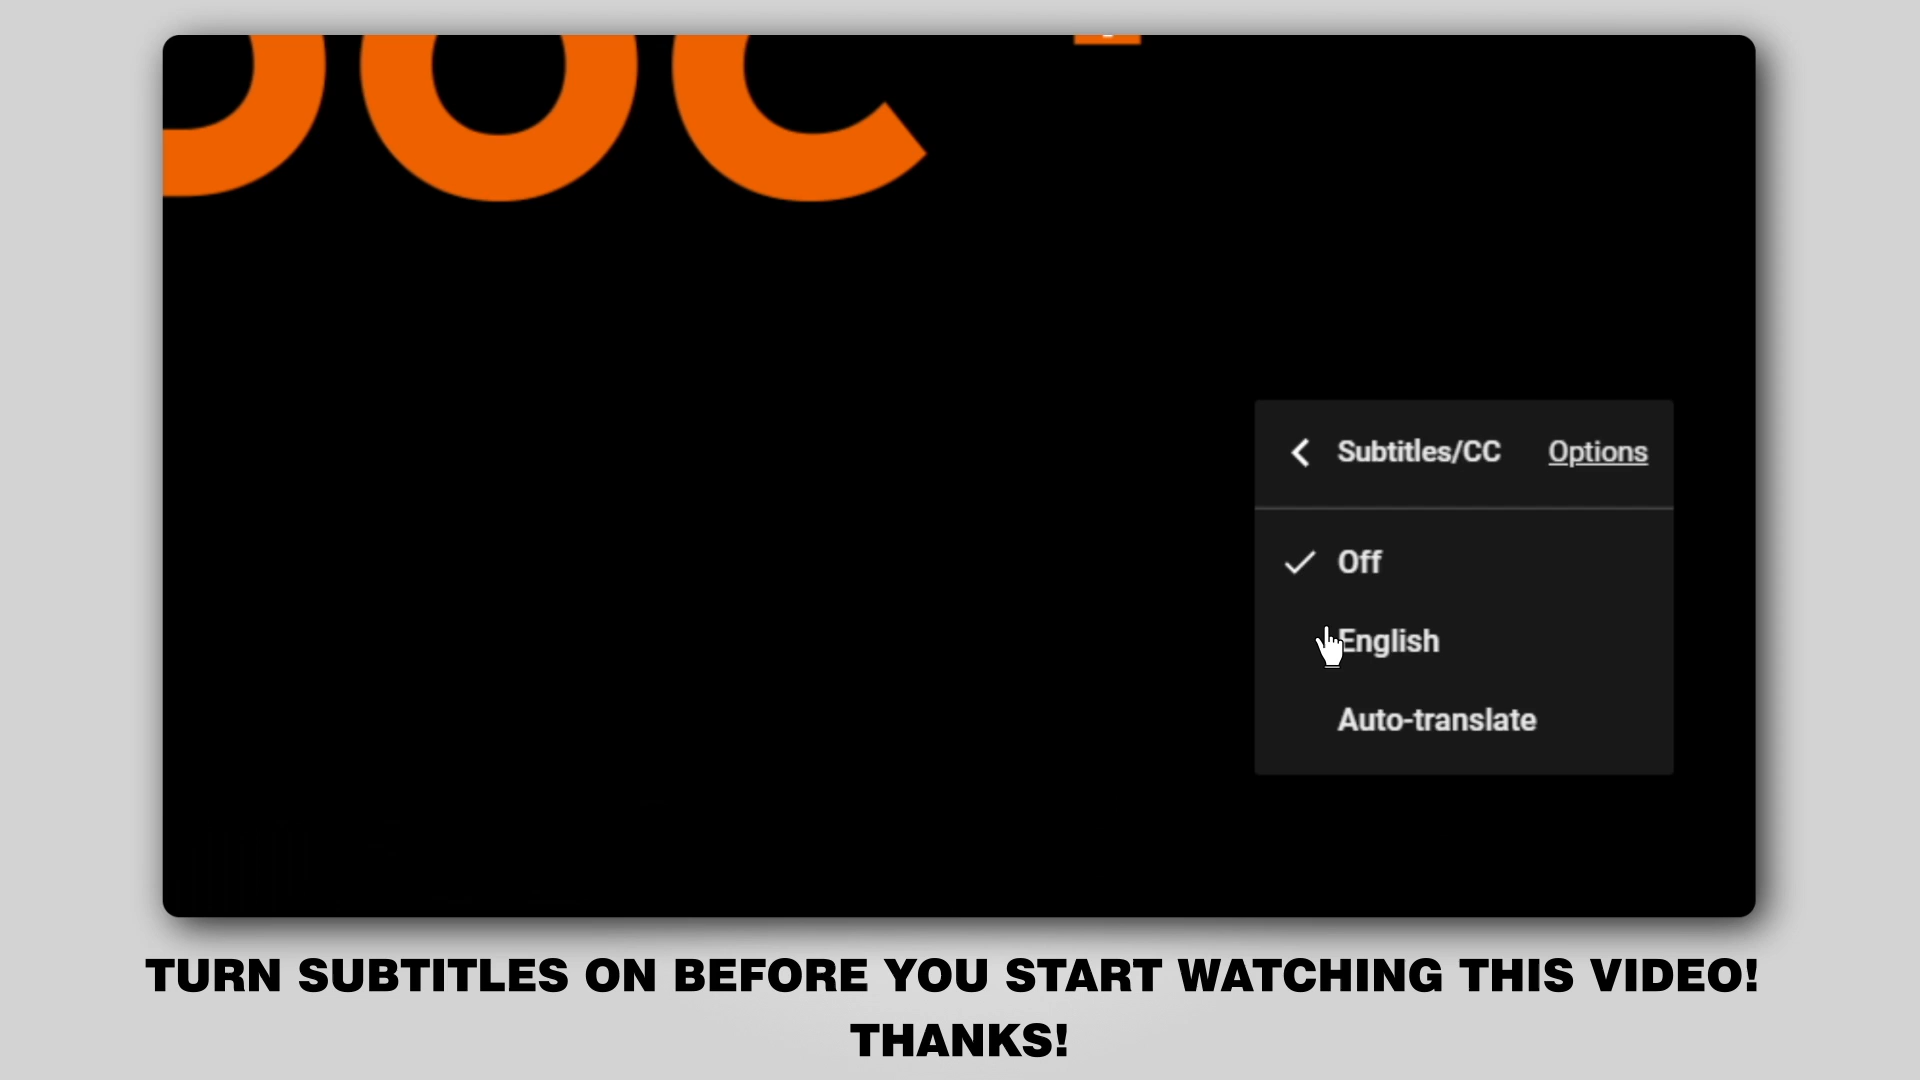 Subtitles/CC Options
Off
English
Auto-translate
TURN SUBTITLES ON BEFORE YOU START WATCHING THIS VIDEO!
THANKS!